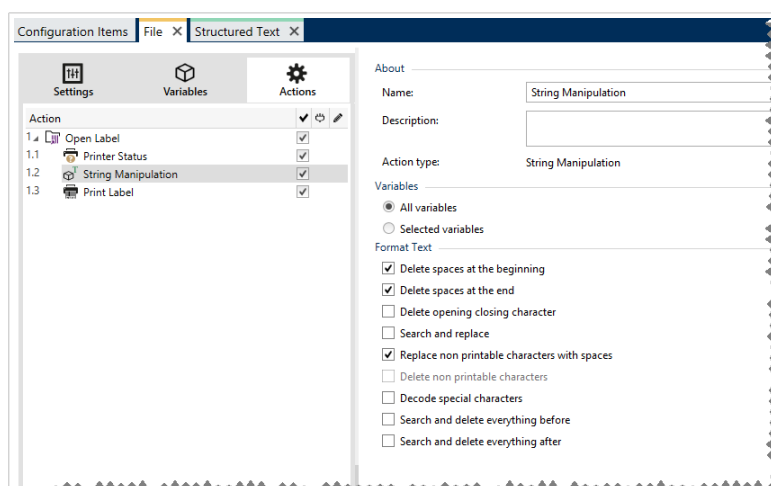 Configuration Items File Structured Text
Settings Variables Actions
Action
1 Open Label
1.1 Printer Status
1.2 String Manipulation
1.3 Print Label
About
Name: String Manipulation
Description:
Action type: String Manipulation
Variables
All variables
Selected variables
Format Text
Delete spaces at the beginning
Delete spaces at the end
Delete opening closing character
Search and replace
Replace non printable characters with spaces
Delete non printable characters
Decode special characters
Search and delete everything before
Search and delete everything after